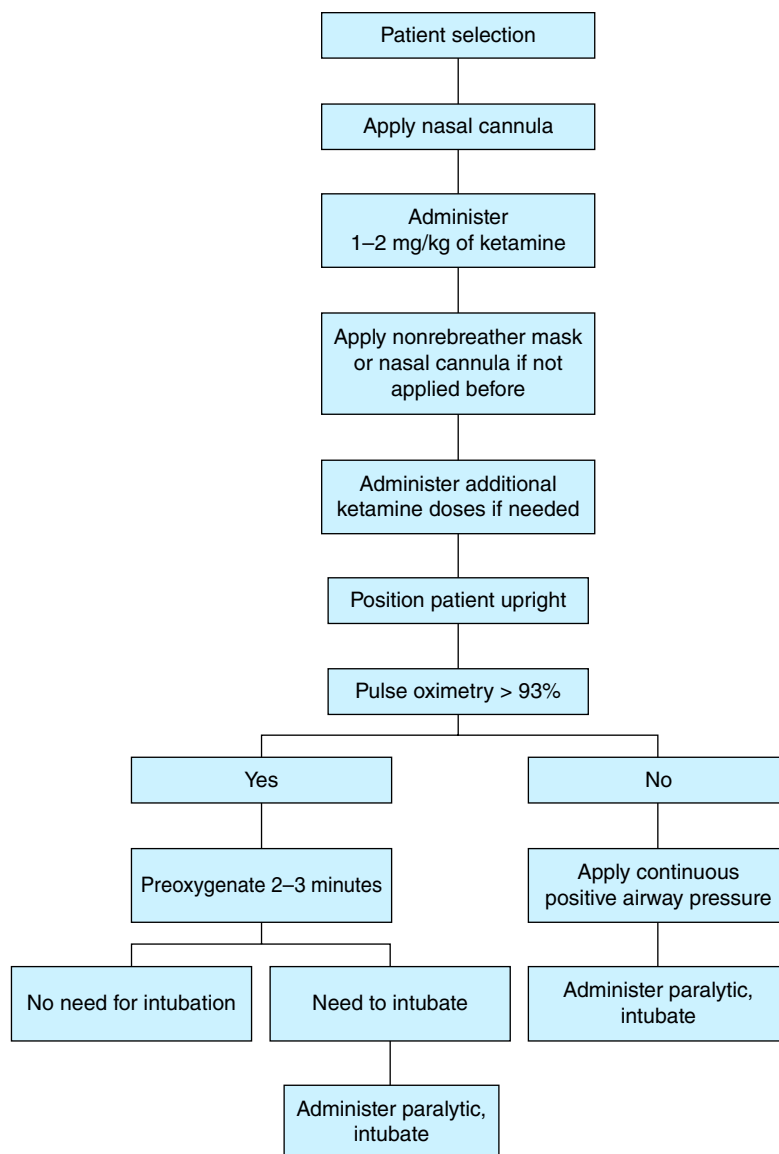 Patient selection
Apply nasal cannula
Administer
1–2 mg/kg of ketamine
Apply nonrebreather mask
or nasal cannula if not
applied before
Administer additional
ketamine doses if needed
Position patient upright
Pulse oximetry > 93%
Yes
No
Preoxygenate 2–3 minutes
Apply continuous
positive airway pressure
No need for intubation
Need to intubate
Administer paralytic,
intubate
Administer paralytic,
intubate